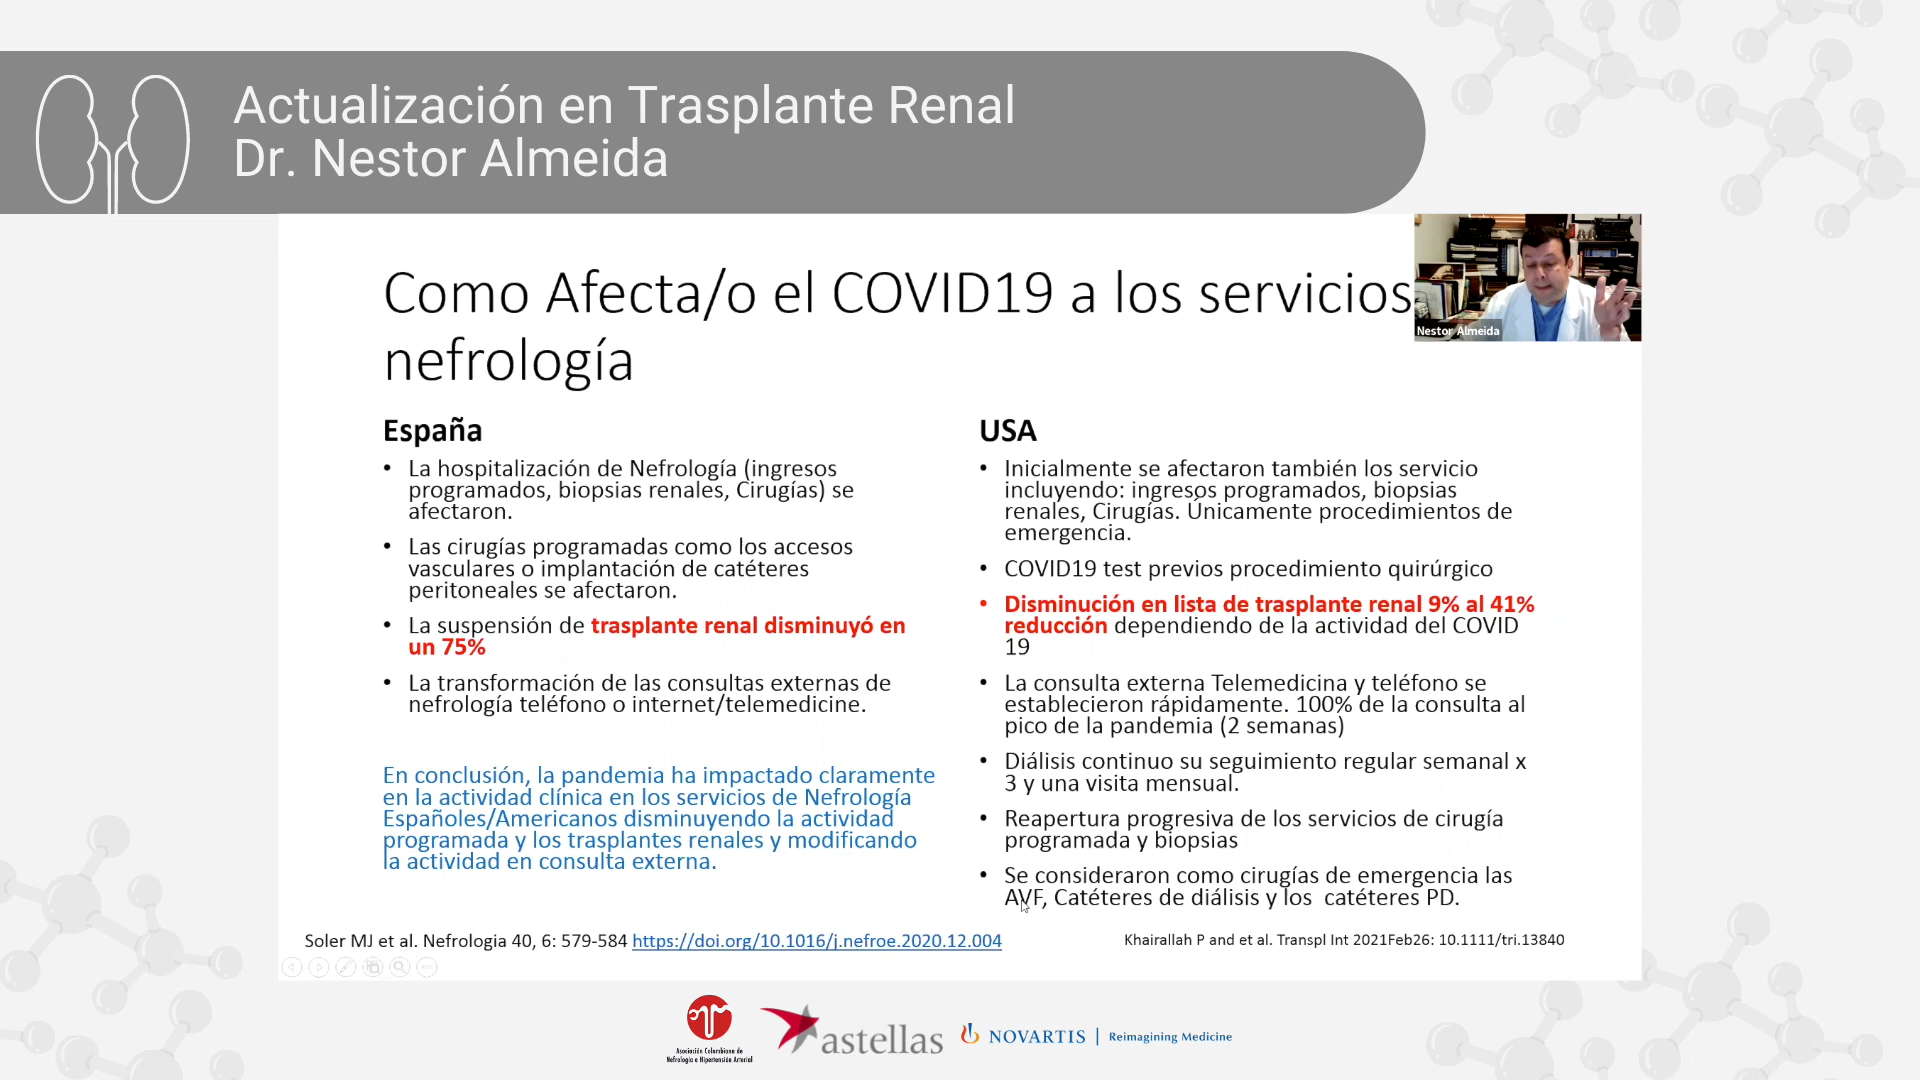 Actualización en Trasplante Renal
Dr. Nestor Almeida
Como Afecta/o el COVID19 a los servicios
nefrología
Nestor Almeida
España
• La hospitalización de Nefrología (ingresos
programados, biopsias renales, Cirugías) se
afectaron.
• Las cirugías programadas como los accesos
vasculares o implantación de catéteres
peritoneales se afectaron.
• La suspensión de trasplante renal disminuyó en
un 75%
• La transformación de las consultas externas de
nefrología teléfono o internet/telemedicine.
En conclusión, la pandemia ha impactado claramente
en la actividad clínica en los servicios de Nefrología
Españoles/Americanos disminuyendo la actividad
programada y los trasplantes renales y modificando
la actividad en consulta externa.
USA
• Inicialmente se afectaron también los servicio
incluyendo: ingresos programados, biopsias
renales, Cirugías. Únicamente procedimientos de
emergencia.
• COVID19 test previos procedimiento quirúrgico
• Disminución en lista de trasplante renal 9% al 41%
reducción dependiendo de la actividad del COVID
19
• La consulta externa Telemedicina y teléfono se
establecieron rápidamente. 100% de la consulta al
pico de la pandemia (2 semanas)
• Diálisis continuo su seguimiento regular semanal x
3 y una visita mensual.
• Reapertura progresiva de los servicios de cirugía
programada y biopsias
• Se consideraron como cirugías de emergencia las
AVF, Catéteres de diálisis y los  catéteres PD.
Soler MJ et al. Nefrologia 40, 6: 579-584 https://doi.org/10.1016/j.nefroe.2020.12.004
Khairallah P and et al. Transpl Int 2021Feb26: 10.1111/tri.13840
Asociación Colombiana de
Nefrología e Hipertensión Arterial
astellas
NOVARTIS | Reimagining Medicine